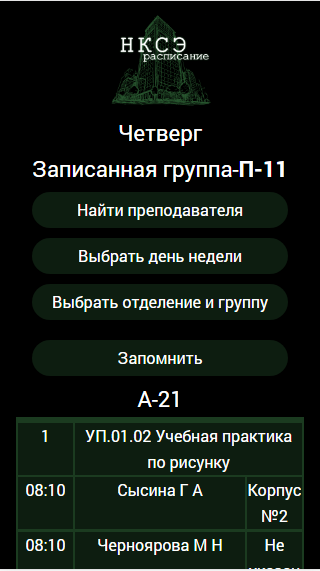 НКСЭ
расписание
Четверг
Записанная группа-П-11
Найти преподавателя
Выбрать день недели
Выбрать отделение и группу
Запомнить
А-21
1 УП.01.02 Учебная практика
по рисунку
08:10 Сысина Г А Корпус
№2
08:10 Черноярова М Н Не